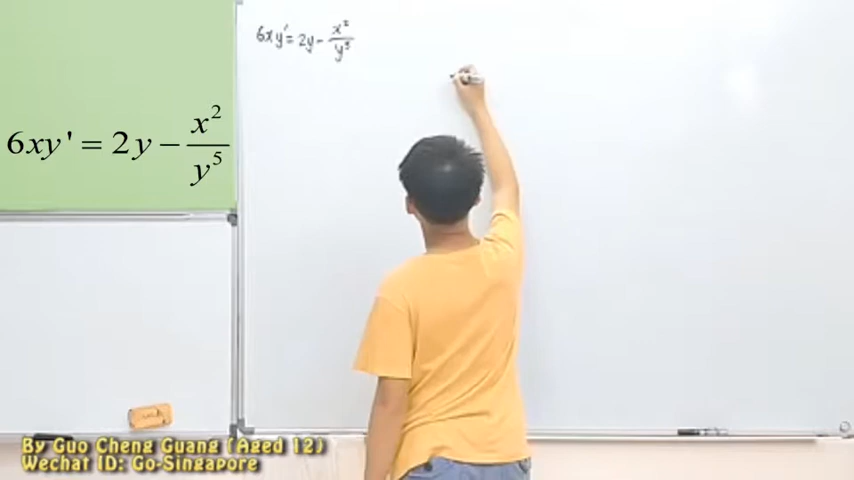 6xy' = 2y - x²/y⁵
6xy' = 2y - x²/y⁵
By Guo Cheng Guang (Aged 12)
Wechat ID: Go-Singapore